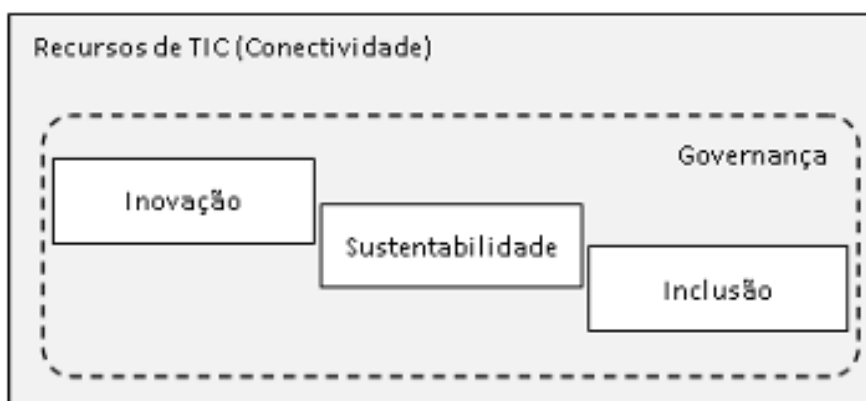 Recursos de TIC (Conectividade)
Governança
Inovação
Sustentabilidade
Inclusão